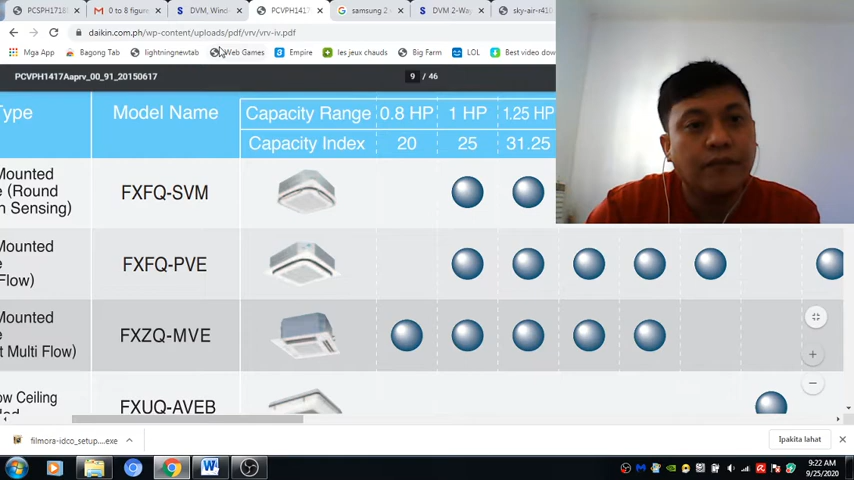 PCSPH1718
0 to 8 figure
DVM, Wind-
PCVPH1417
samsung 2
DVM 2-Way
sky-air-r410
daikin.com.ph/wp-content/uploads/pdf/vrv/vrv-iv.pdf
Mga App
Bagong Tab
lightningnewtab
Web Games
Empire
les jeux chauds
Big Farm
LOL
Best video dow
PCVPH1417Aaprv_00_91_20150617
9 / 46
Type
Model Name
Capacity Range
0.8 HP
1 HP
1.25 HP
Capacity Index
20
25
31.25
Mounted
e (Round
n Sensing)
FXFQ-SVM
Mounted
e
Flow)
FXFQ-PVE
Mounted
e
t Multi Flow)
FXZQ-MVE
ow Ceiling
FXUQ-AVEB
filmora-idco_setup....exe
Ipakita lahat
9:22 AM
9/25/2020